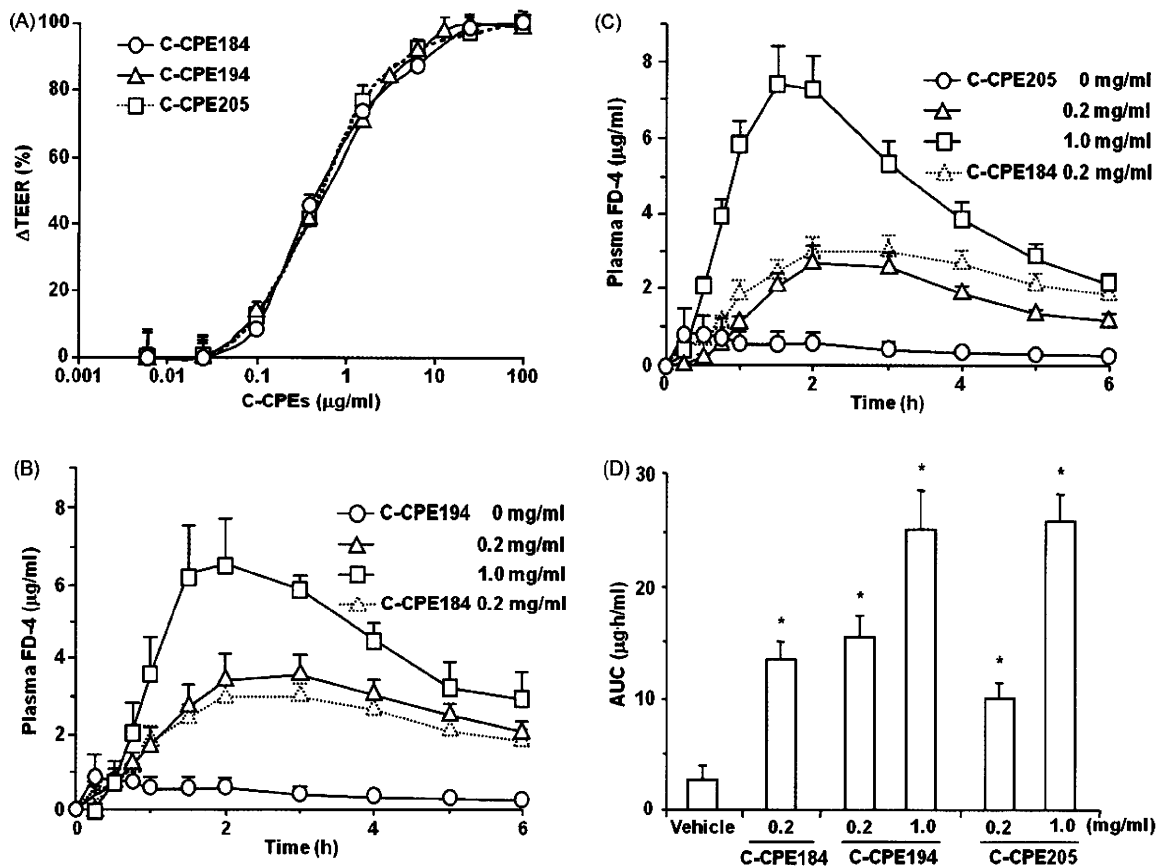 (A)
100
80
60
40
20
0
ΔTEER (%)
C-CPE184
C-CPE194
C-CPE205
0.001 0.01 0.1 1 10 100
C-CPEs (μg/ml)
(C)
8
6
4
2
0
Plasma FD-4 (μg/ml)
C-CPE205 0 mg/ml
0.2 mg/ml
1.0 mg/ml
C-CPE184 0.2 mg/ml
0 2 4 6
Time (h)
(B)
8
6
4
2
0
Plasma FD-4 (μg/ml)
C-CPE194 0 mg/ml
0.2 mg/ml
1.0 mg/ml
C-CPE184 0.2 mg/ml
0 2 4 6
Time (h)
(D)
30
20
10
0
AUC (μg·h/ml)
* * * * *
Vehicle 0.2 0.2 1.0 0.2 1.0 (mg/ml)
C-CPE184 C-CPE194 C-CPE205